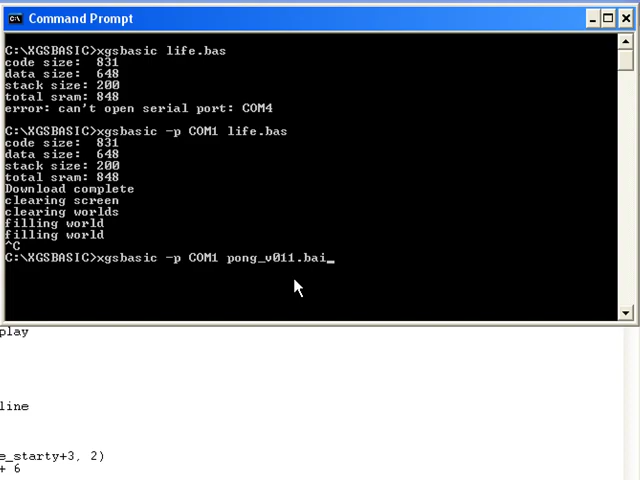 Command Prompt
C:\XGSBASIC>xgsbasic life.bas
code size:  831
data size:  648
stack size: 200
total sram: 848
error: can't open serial port: COM4
C:\XGSBASIC>xgsbasic -p COM1 life.bas
code size:  831
data size:  648
stack size: 200
total sram: 848
Download complete
clearing screen
clearing worlds
filling world
filling world
^C
C:\XGSBASIC>xgsbasic -p COM1 pong_v011.bai_
play
line
e_starty+3, 2)
+ 6